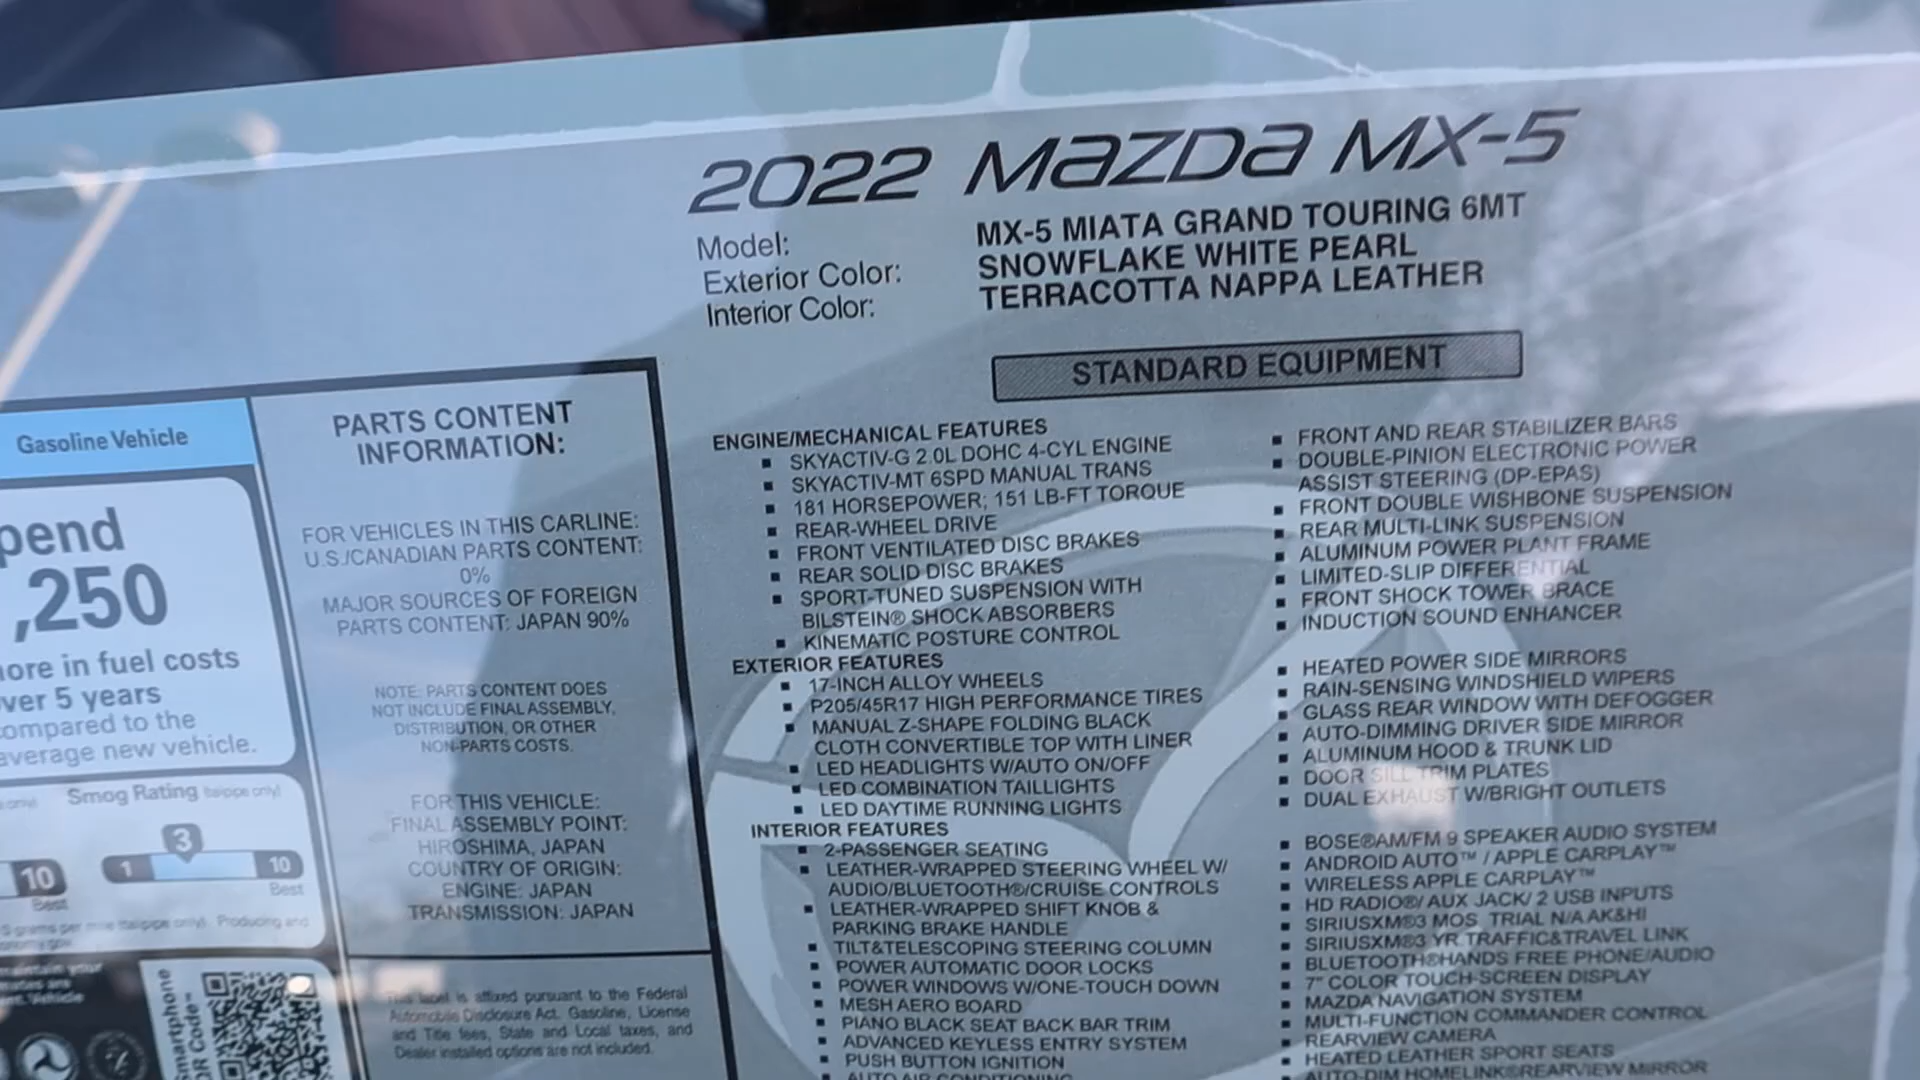 2022 MAZDA MX-5
Model: MX-5 MIATA GRAND TOURING 6MT
Exterior Color: SNOWFLAKE WHITE PEARL
Interior Color: TERRACOTTA NAPPA LEATHER
STANDARD EQUIPMENT
Gasoline Vehicle
pend
,250
ore in fuel costs
ver 5 years
ompared to the
average new vehicle.
Smog Rating (tailpipe only)
3
10
1
10
Best
Best
Smartphone
QR Code™
PARTS CONTENT
INFORMATION:
FOR VEHICLES IN THIS CARLINE:
U.S./CANADIAN PARTS CONTENT:
0%
MAJOR SOURCES OF FOREIGN
PARTS CONTENT: JAPAN 90%
NOTE: PARTS CONTENT DOES
NOT INCLUDE FINAL ASSEMBLY,
DISTRIBUTION, OR OTHER
NON-PARTS COSTS.
FOR THIS VEHICLE:
FINAL ASSEMBLY POINT:
HIROSHIMA, JAPAN
COUNTRY OF ORIGIN:
ENGINE: JAPAN
TRANSMISSION: JAPAN
This label is affixed pursuant to the Federal
Automobile Disclosure Act. Gasoline, License
and Title fees, State and Local taxes, and
Dealer installed options are not included.
ENGINE/MECHANICAL FEATURES
▪ SKYACTIV-G 2.0L DOHC 4-CYL ENGINE
▪ SKYACTIV-MT 6SPD MANUAL TRANS
▪ 181 HORSEPOWER; 151 LB-FT TORQUE
▪ REAR-WHEEL DRIVE
▪ FRONT VENTILATED DISC BRAKES
▪ REAR SOLID DISC BRAKES
▪ SPORT-TUNED SUSPENSION WITH
BILSTEIN® SHOCK ABSORBERS
▪ KINEMATIC POSTURE CONTROL
EXTERIOR FEATURES
▪ 17-INCH ALLOY WHEELS
▪ P205/45R17 HIGH PERFORMANCE TIRES
▪ MANUAL Z-SHAPE FOLDING BLACK
CLOTH CONVERTIBLE TOP WITH LINER
▪ LED HEADLIGHTS W/AUTO ON/OFF
▪ LED COMBINATION TAILLIGHTS
▪ LED DAYTIME RUNNING LIGHTS
INTERIOR FEATURES
▪ 2-PASSENGER SEATING
▪ LEATHER-WRAPPED STEERING WHEEL W/
AUDIO/BLUETOOTH®/CRUISE CONTROLS
▪ LEATHER-WRAPPED SHIFT KNOB &
PARKING BRAKE HANDLE
▪ TILT&TELESCOPING STEERING COLUMN
▪ POWER AUTOMATIC DOOR LOCKS
▪ POWER WINDOWS W/ONE-TOUCH DOWN
▪ MESH AERO BOARD
▪ PIANO BLACK SEAT BACK BAR TRIM
▪ ADVANCED KEYLESS ENTRY SYSTEM
▪ PUSH BUTTON IGNITION
AUTO AIR CONDITIONING
▪ FRONT AND REAR STABILIZER BARS
▪ DOUBLE-PINION ELECTRONIC POWER
ASSIST STEERING (DP-EPAS)
▪ FRONT DOUBLE WISHBONE SUSPENSION
▪ REAR MULTI-LINK SUSPENSION
▪ ALUMINUM POWER PLANT FRAME
▪ LIMITED-SLIP DIFFERENTIAL
▪ FRONT SHOCK TOWER BRACE
▪ INDUCTION SOUND ENHANCER
▪ HEATED POWER SIDE MIRRORS
▪ RAIN-SENSING WINDSHIELD WIPERS
▪ GLASS REAR WINDOW WITH DEFOGGER
▪ AUTO-DIMMING DRIVER SIDE MIRROR
▪ ALUMINUM HOOD & TRUNK LID
▪ DOOR SILL TRIM PLATES
▪ DUAL EXHAUST W/BRIGHT OUTLETS
▪ BOSE®AM/FM 9 SPEAKER AUDIO SYSTEM
▪ ANDROID AUTO™ / APPLE CARPLAY™
▪ WIRELESS APPLE CARPLAY™
▪ HD RADIO®/ AUX JACK/ 2 USB INPUTS
▪ SIRIUSXM®3 MOS TRIAL N/A AK&HI
▪ SIRIUSXM®3 YR TRAFFIC&TRAVEL LINK
▪ BLUETOOTH®HANDS FREE PHONE/AUDIO
▪ 7" COLOR TOUCH-SCREEN DISPLAY
▪ MAZDA NAVIGATION SYSTEM
▪ MULTI-FUNCTION COMMANDER CONTROL
▪ REARVIEW CAMERA
▪ HEATED LEATHER SPORT SEATS
▪ AUTO-DIM HOMELINK®REARVIEW MIRROR